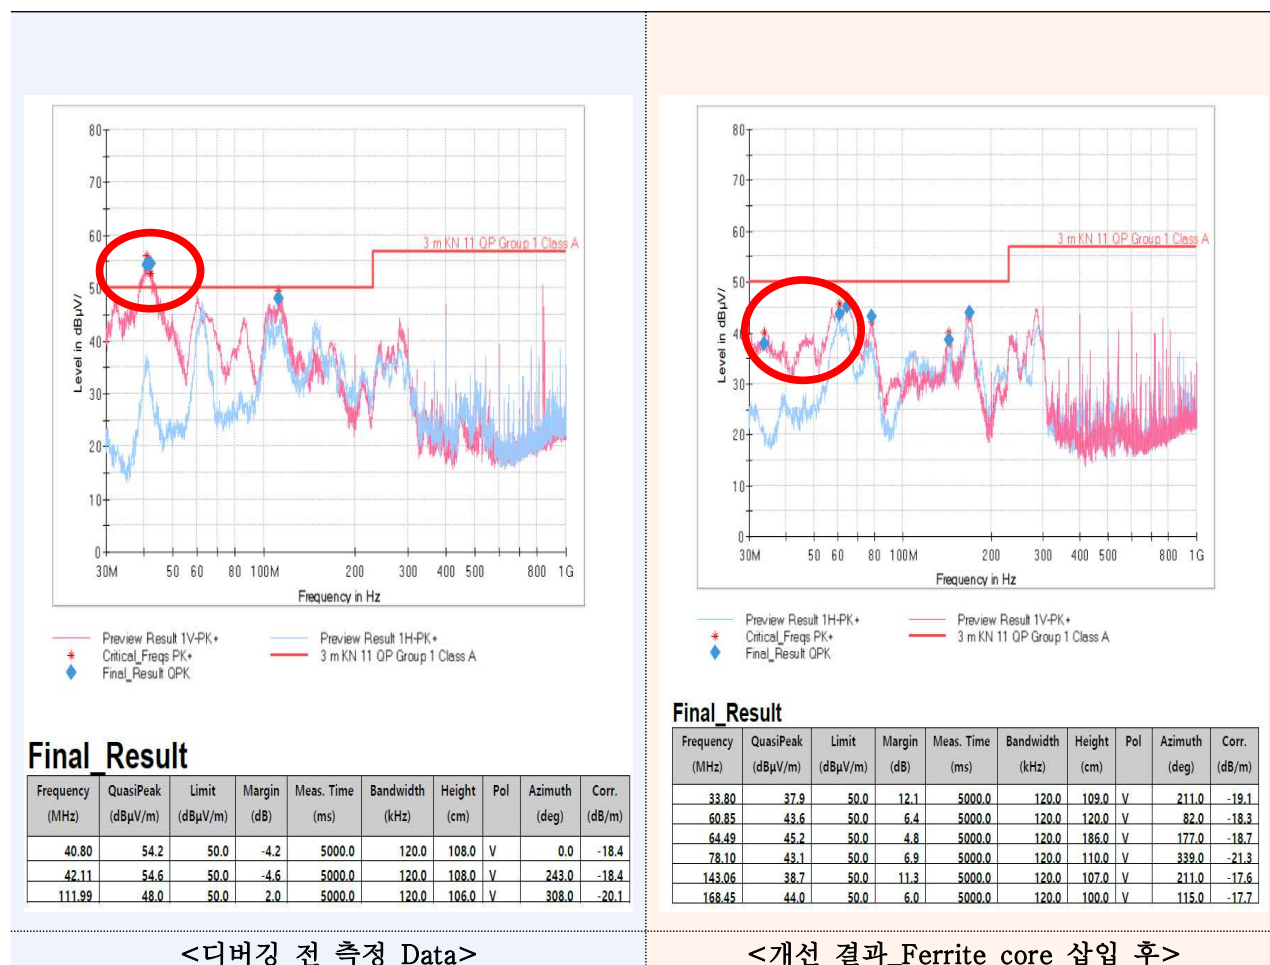 80
70
60
50
40
30
20
10
0
Level in dBµV/
3 m KN 11 QP Group 1 Class A
30M 50 60 80 100M 200 300 400 500 800 1G
Frequency in Hz
Preview Result 1V-PK+ Preview Result 1H-PK+
Critical_Freqs PK+ 3 m KN 11 QP Group 1 Class A
Final_Result QPK
Final_Result
Frequency QuasiPeak Limit Margin Meas. Time Bandwidth Height Pol Azimuth Corr.
(MHz) (dBµV/m) (dBµV/m) (dB) (ms) (kHz) (cm) (deg) (dB/m)
40.80 54.2 50.0 -4.2 5000.0 120.0 108.0 V 0.0 -18.4
42.11 54.6 50.0 -4.6 5000.0 120.0 108.0 V 243.0 -18.4
111.99 48.0 50.0 2.0 5000.0 120.0 106.0 V 308.0 -20.1
<디버깅 전 측정 Data>
80
70
60
50
40
30
20
10
0
Level in dBµV/
3 m KN 11 QP Group 1 Class A
30M 50 60 80 100M 200 300 400 500 800 1G
Frequency in Hz
Preview Result 1H-PK+ Preview Result 1V-PK+
Critical_Freqs PK+ 3 m KN 11 QP Group 1 Class A
Final_Result QPK
Final_Result
Frequency QuasiPeak Limit Margin Meas. Time Bandwidth Height Pol Azimuth Corr.
(MHz) (dBµV/m) (dBµV/m) (dB) (ms) (kHz) (cm) (deg) (dB/m)
33.80 37.9 50.0 12.1 5000.0 120.0 109.0 V 211.0 -19.1
60.85 43.6 50.0 6.4 5000.0 120.0 120.0 V 82.0 -18.3
64.49 45.2 50.0 4.8 5000.0 120.0 186.0 V 177.0 -18.7
78.10 43.1 50.0 6.9 5000.0 120.0 110.0 V 339.0 -21.3
143.06 38.7 50.0 11.3 5000.0 120.0 107.0 V 211.0 -17.6
168.45 44.0 50.0 6.0 5000.0 120.0 100.0 V 115.0 -17.7
<개선 결과_Ferrite core 삽입 후>